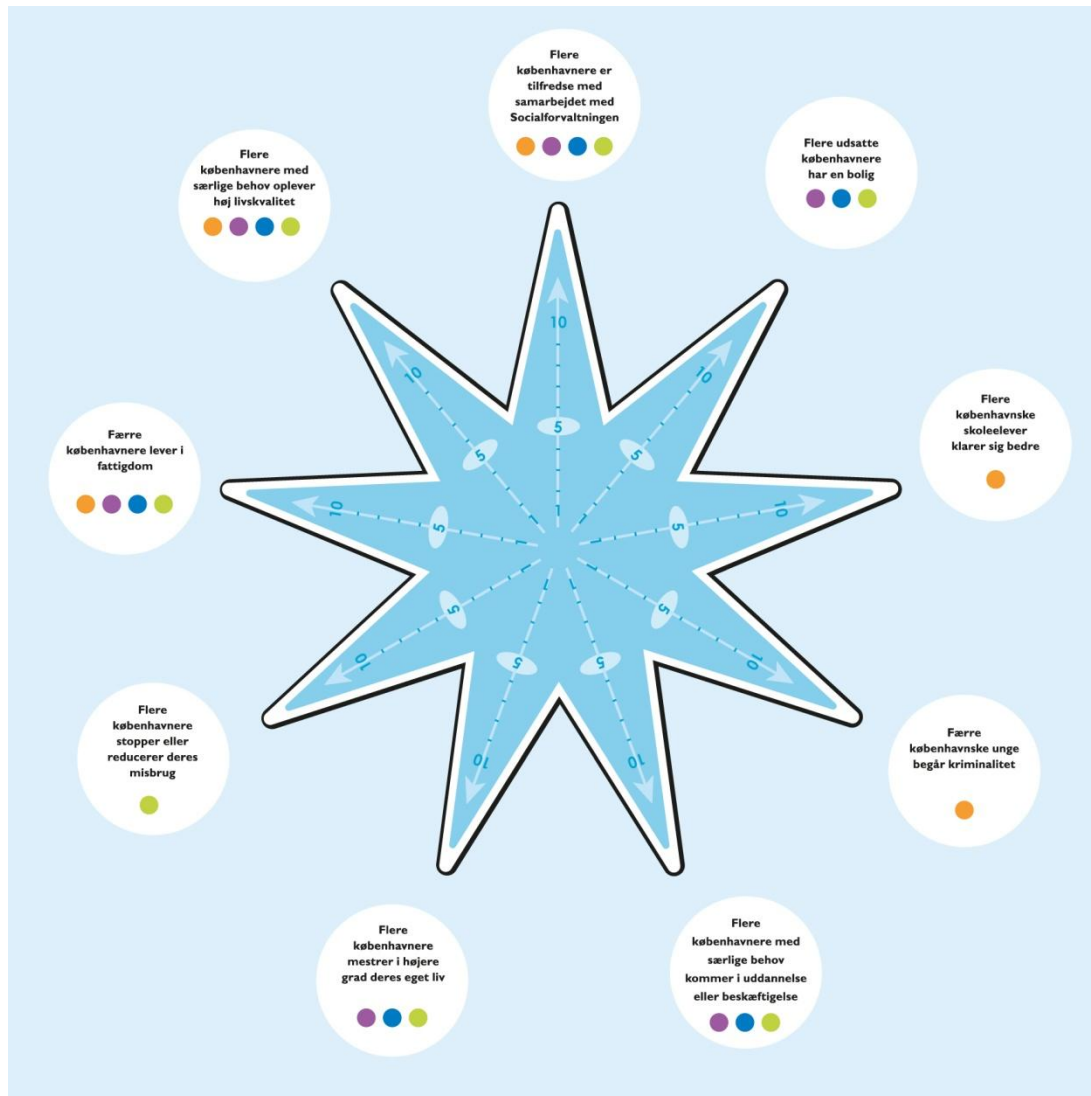 Flere
københavnere er
tilfredse med
samarbejdet med
Socialforvaltningen
Flere udsatte
københavnere
har en bolig
Flere
københavnske
skoleelever
klarer sig bedre
Færre
københavnske unge
begår kriminalitet
Flere
københavnere med
særlige behov
kommer i uddannelse
eller beskæftigelse
Flere
københavnere
mestrer i højere
grad deres eget liv
Flere
københavnere
stopper eller
reducerer deres
misbrug
Færre
københavnere lever i
fattigdom
Flere
københavnere med
særlige behov oplever
høj livskvalitet
10
5
1
10
5
1
10
5
1
10
5
1
10
5
1
10
5
1
10
5
1
10
5
1
10
5
1